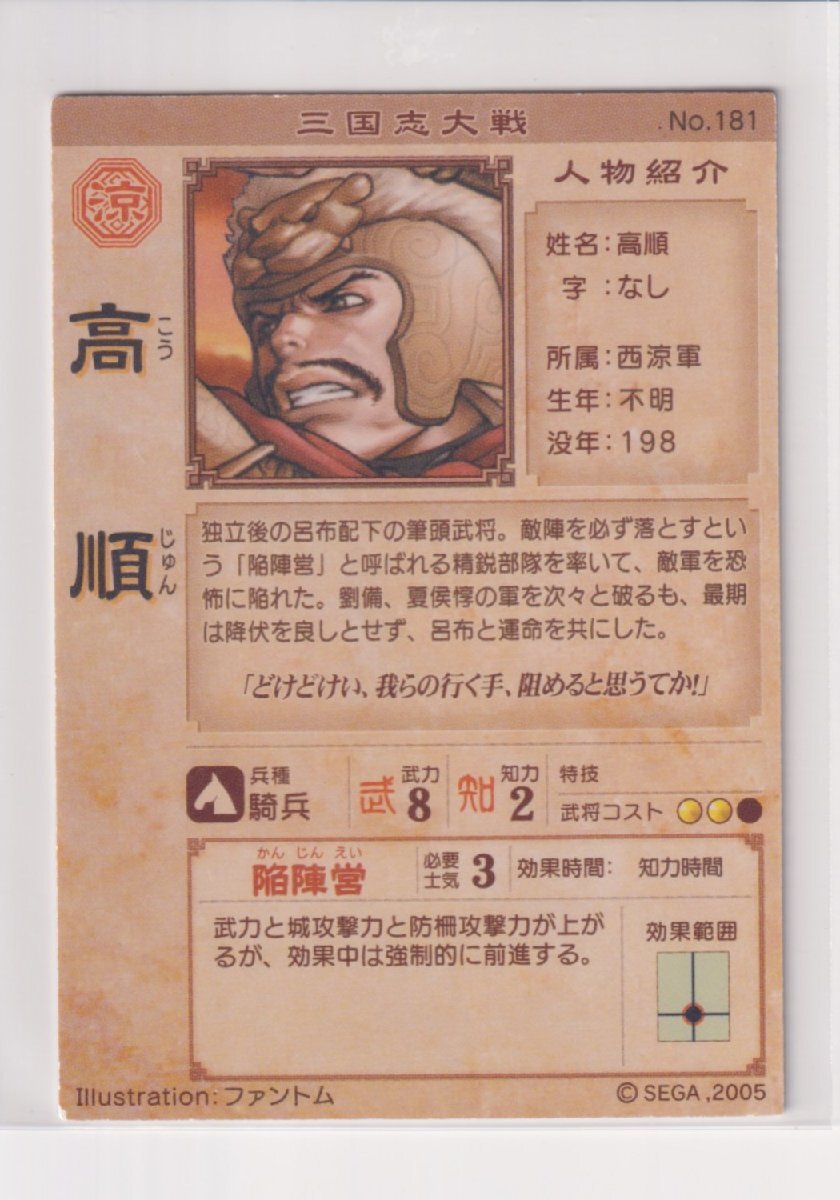 三国志大戦
.No.181
涼
高順
こう
じゅん
人物紹介
姓名:高順
字:なし
所属:西涼軍
生年:不明
没年:198
独立後の呂布配下の筆頭武将。敵陣を必ず落とすとい
う「陥陣営」と呼ばれる精鋭部隊を率いて、敵軍を恐
怖に陥れた。劉備、夏侯惇の軍を次々と破るも、最期
は降伏を良しとせず、呂布と運命を共にした。
「どけどけい、我らの行く手、阻めると思うてか!」
兵種
騎兵
武 武力 8
知 知力 2
特技
武将コスト
かん じん えい
陥陣営
必要士気 3
効果時間: 知力時間
武力と城攻撃力と防柵攻撃力が上が
るが、効果中は強制的に前進する。
効果範囲
Illustration:ファントム
© SEGA ,2005